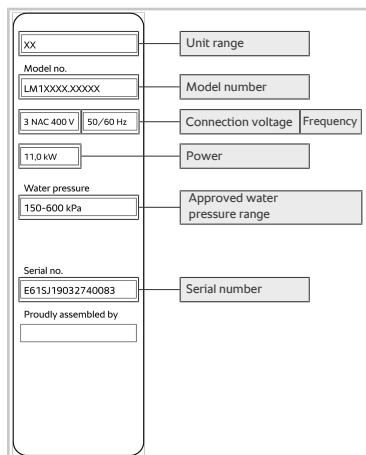 XX
Unit range
Model no.
LM1XXXX.XXXXX
Model number
3 NAC 400 V
50/60 Hz
Connection voltage
Frequency
11,0 kW
Power
Water pressure
150-600 kPa
Approved water
pressure range
Serial no.
E61SJ19032740083
Serial number
Proudly assembled by